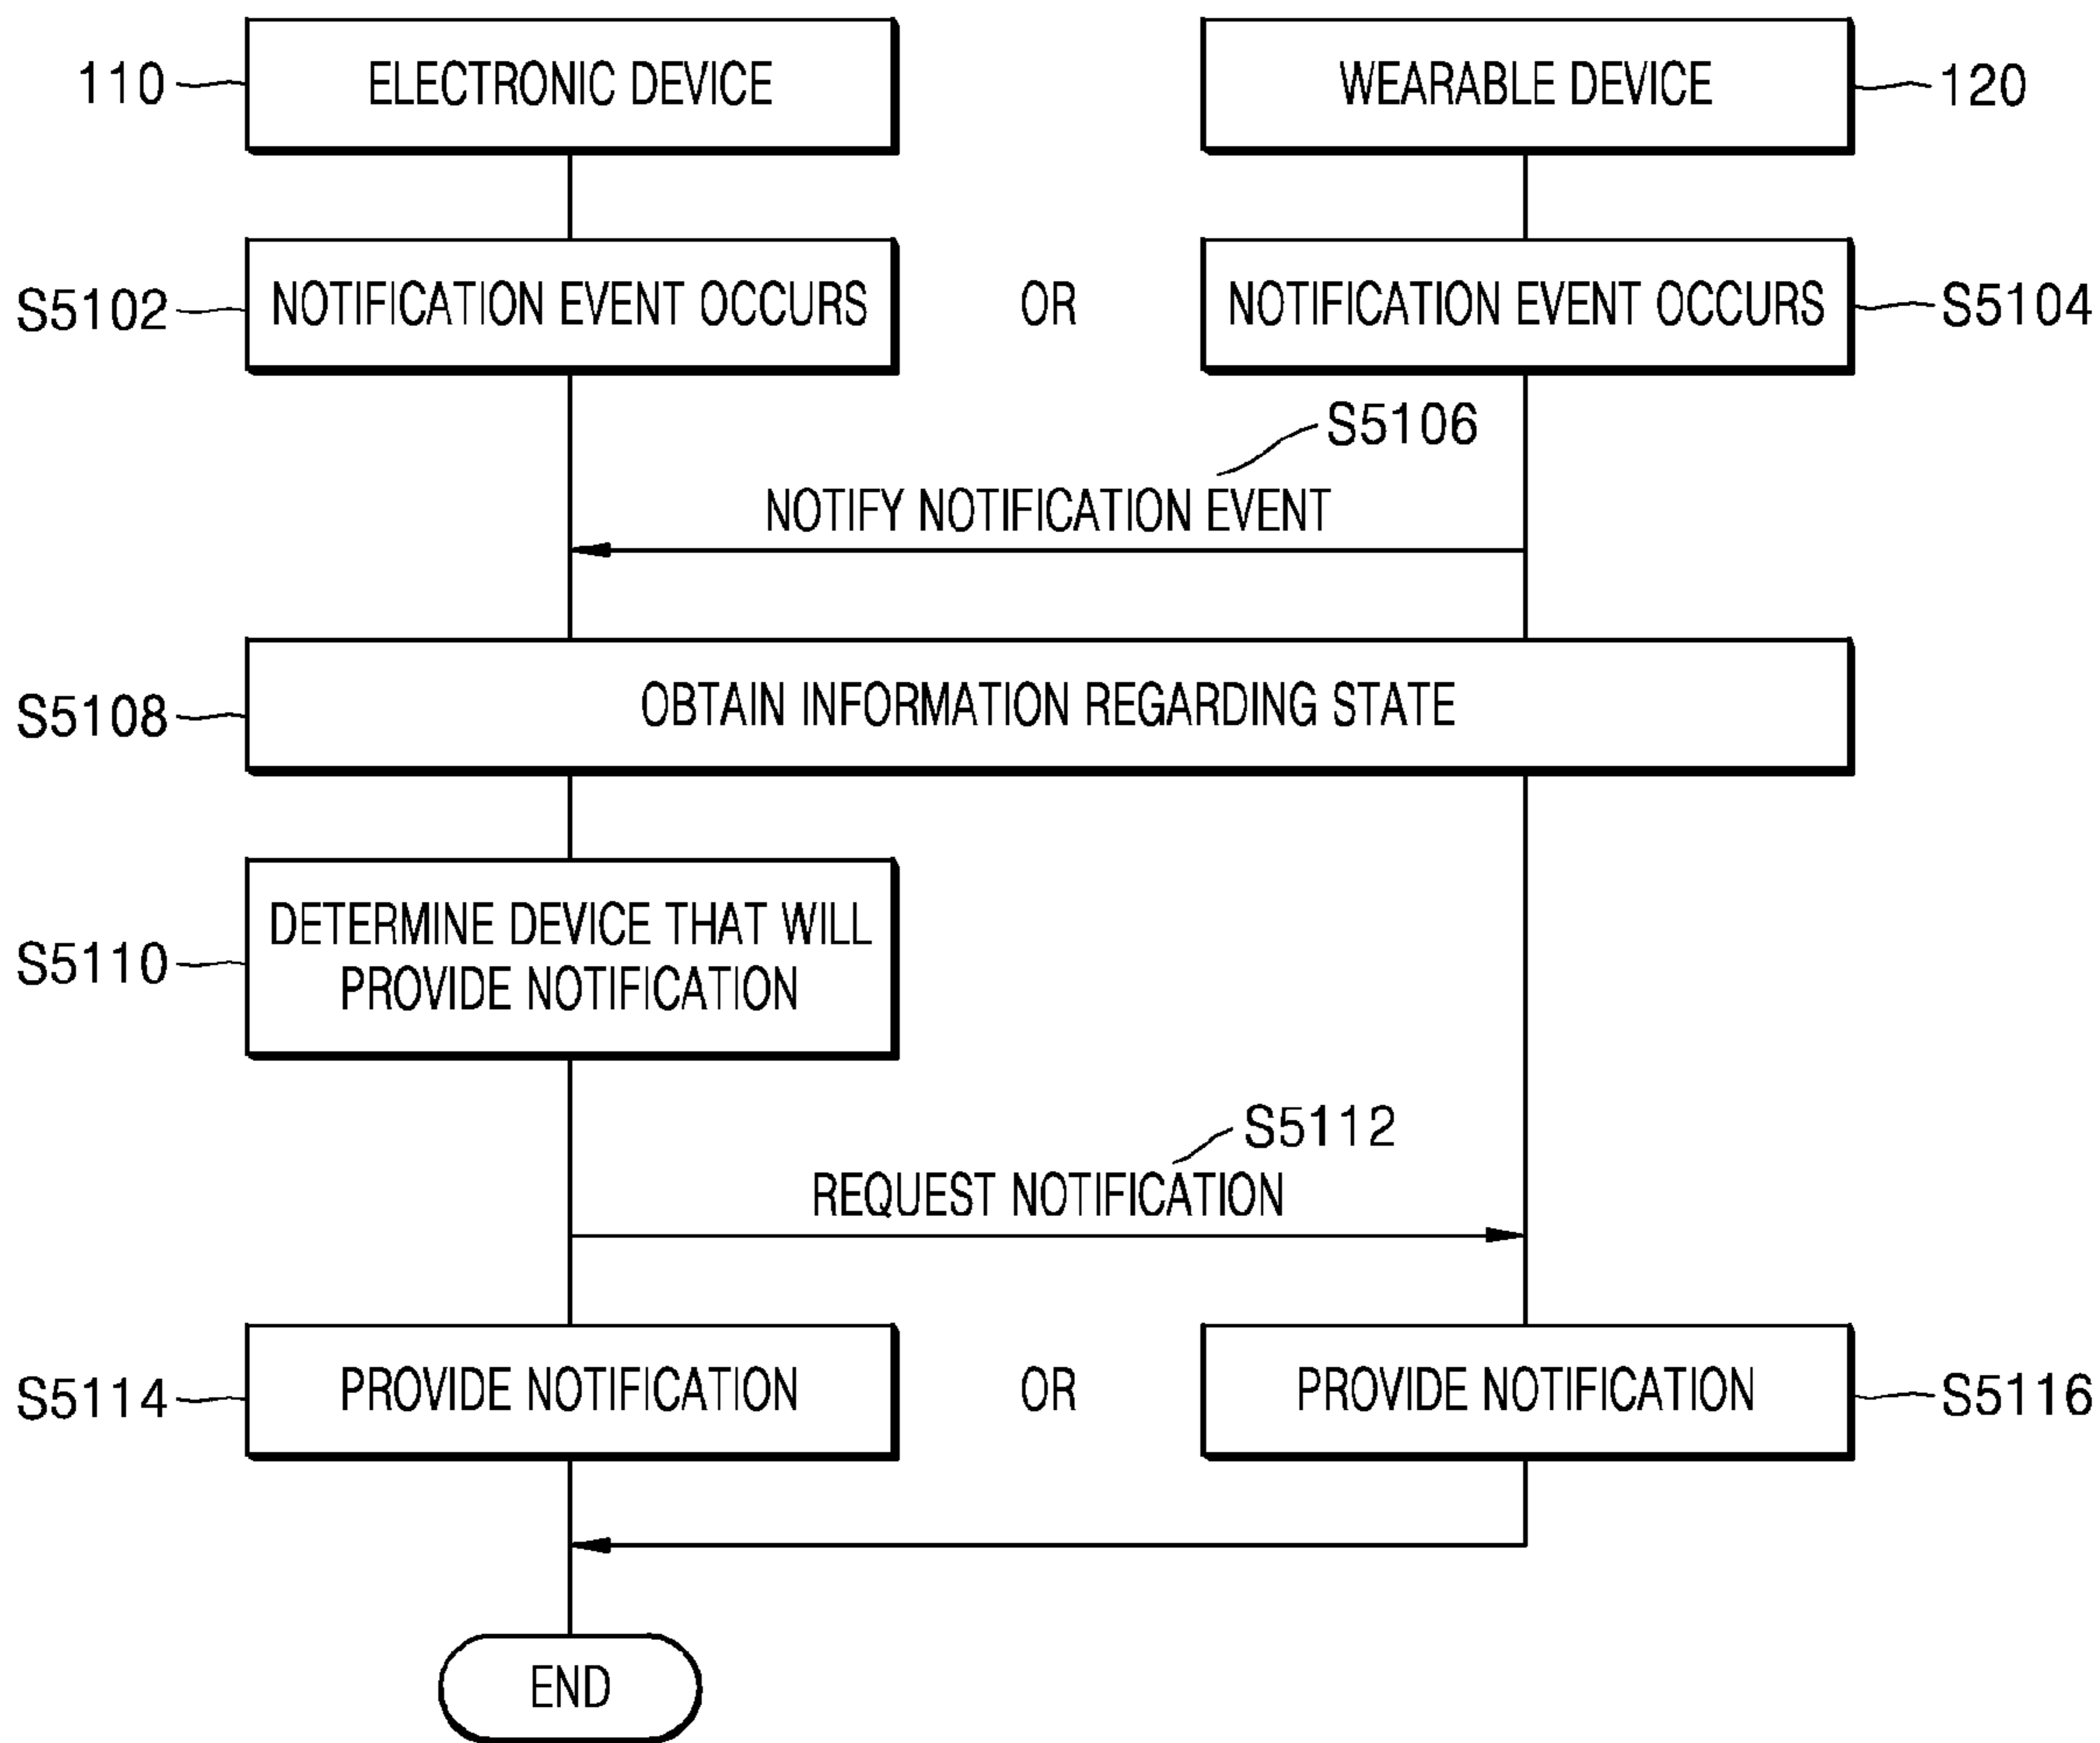 110
ELECTRONIC DEVICE
WEARABLE DEVICE
120
S5102
NOTIFICATION EVENT OCCURS
OR
NOTIFICATION EVENT OCCURS
S5104
S5106
NOTIFY NOTIFICATION EVENT
S5108
OBTAIN INFORMATION REGARDING STATE
S5110
DETERMINE DEVICE THAT WILL
PROVIDE NOTIFICATION
S5112
REQUEST NOTIFICATION
S5114
PROVIDE NOTIFICATION
OR
PROVIDE NOTIFICATION
S5116
END